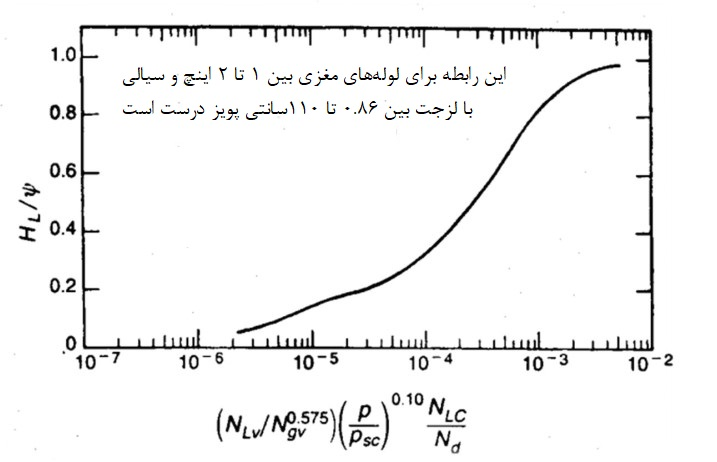 1.0
این رابطه برای لوله‌های مغزی بین ۱ تا ۲ اینچ و سیالی
با لزجت بین ۰.۸۶ تا ۱۱۰سانتی پویز درست است
0.8
0.6
H_L/ψ
0.4
0.2
0
10^-7 10^-6 10^-5 10^-4 10^-3 10^-2
(N_Lv/N_gv^0.575)(p/p_sc)^0.10 N_LC/N_d